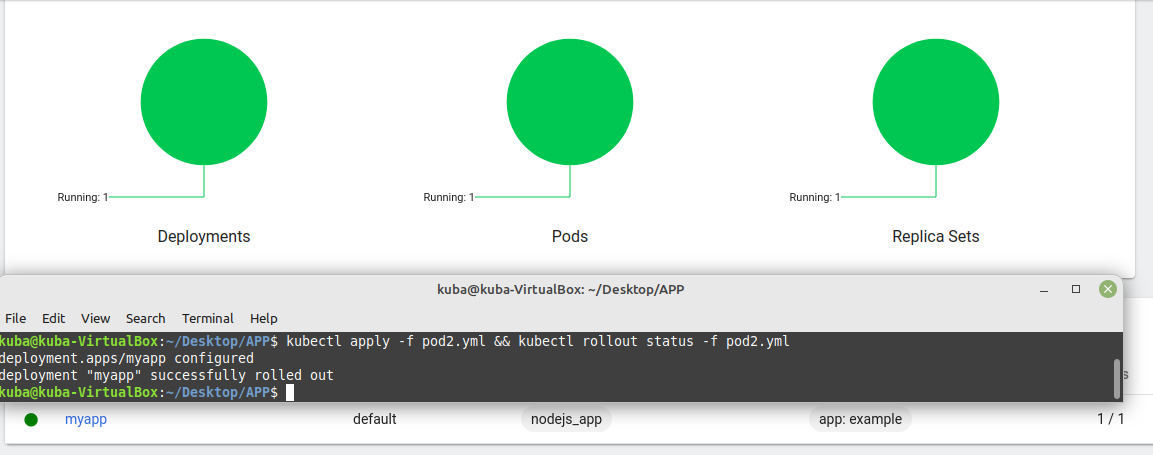 Running: 1
Running: 1
Running: 1
Deployments
Pods
Replica Sets
kuba@kuba-VirtualBox: ~/Desktop/APP
File Edit View Search Terminal Help
kuba@kuba-VirtualBox:~/Desktop/APP$ kubectl apply -f pod2.yml && kubectl rollout status -f pod2.yml
deployment.apps/myapp configured
deployment "myapp" successfully rolled out
kuba@kuba-VirtualBox:~/Desktop/APP$
myapp default nodejs_app app: example 1 / 1